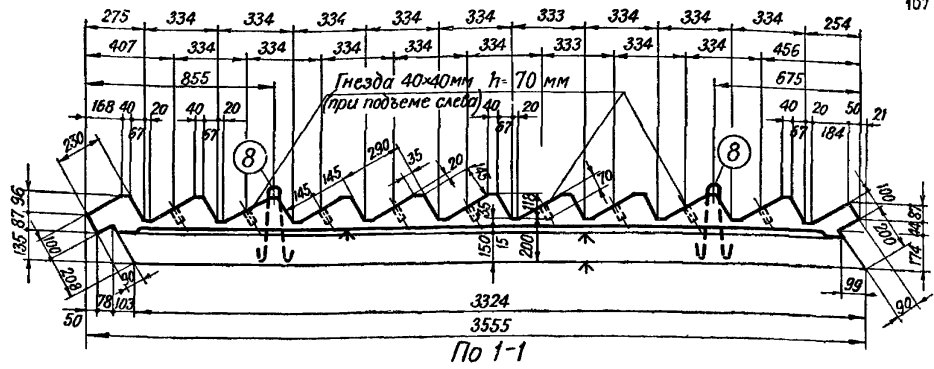 107
275 334 334 334 334 334 333 334 334 334 254
407 334 334 334 334 334 333 334 334 456
855 Гнезда 40×40мм h=70 мм 675
(при подъеме слева)
168 40 67 20 40 67 20 40 67 20 40 67 20 184 50 21
230 8 145 145 290 35 20 145 70 8 100
96 87 135 100 208 90 85 118 150 15 200 87 44 174 200 90
50 78 103 3324 99
3555
По 1-1